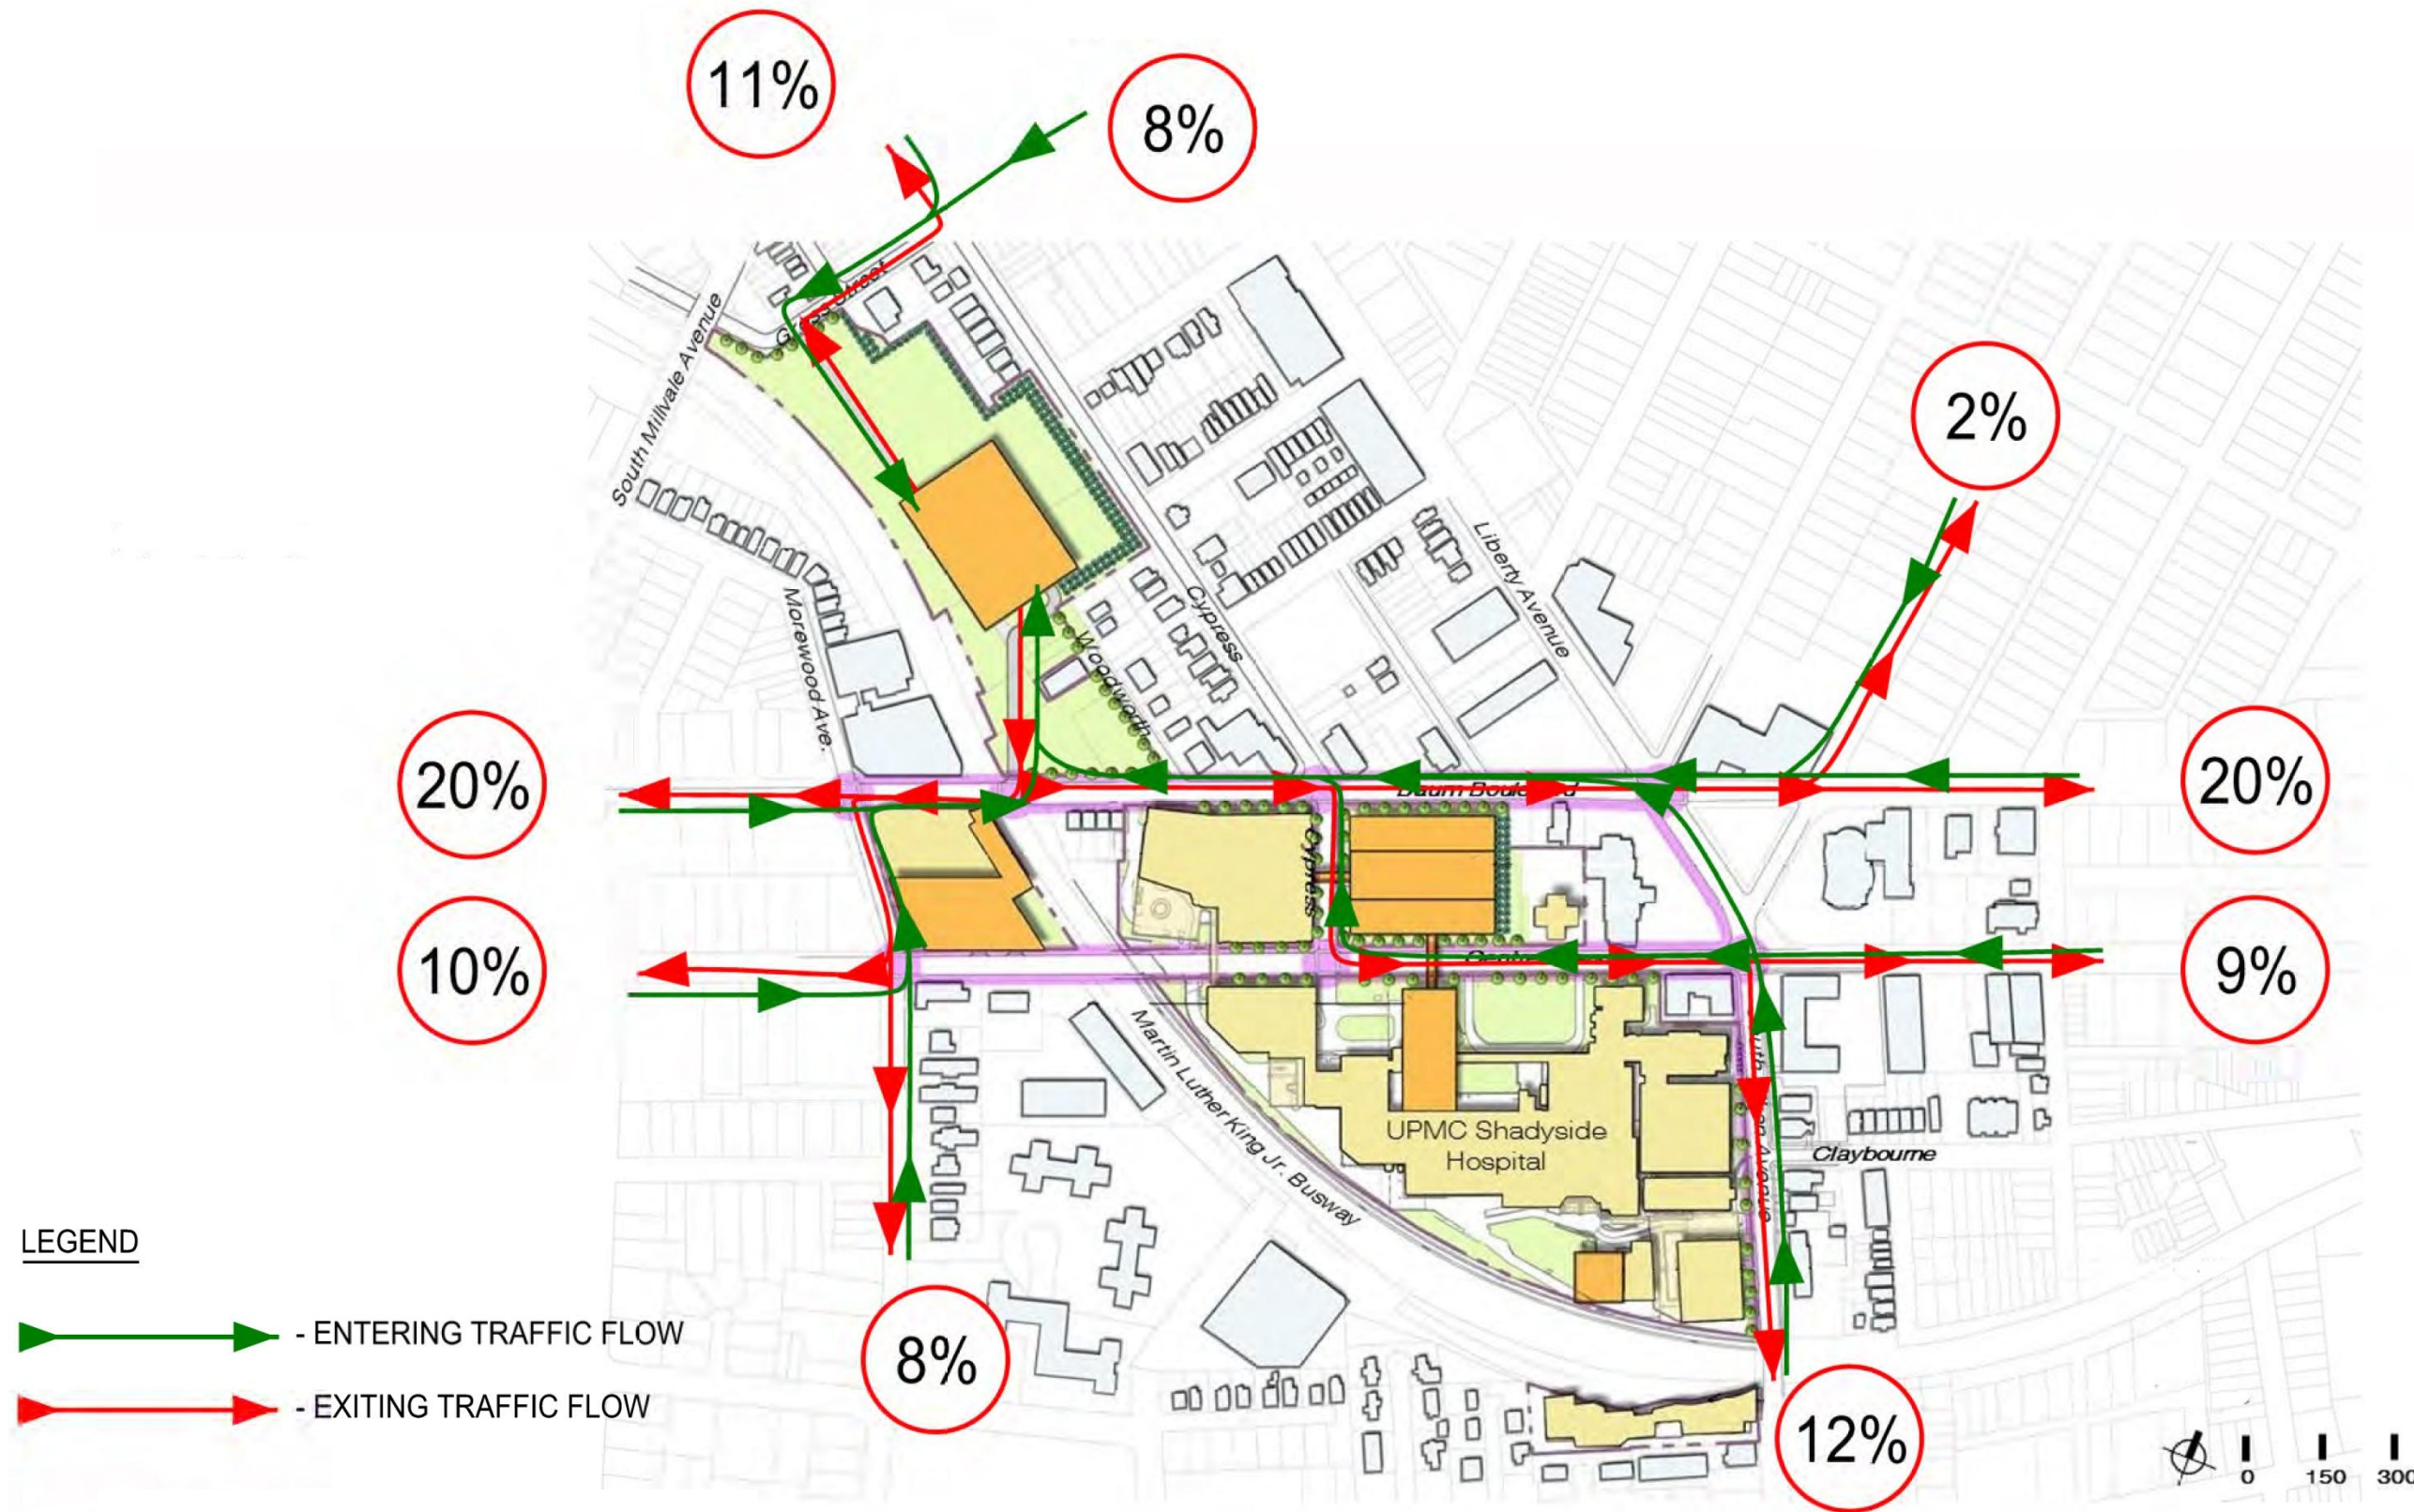 11%
8%
South Millvale Avenue
2%
Liberty Avenue
Cypress
Morewood Ave.
Woodworth
20%
20%
Baum Boulevard
Cypress
10%
9%
Martin Luther King Jr. Busway
UPMC Shadyside
Hospital
Claybourne
Avenue
LEGEND
- ENTERING TRAFFIC FLOW
8%
- EXITING TRAFFIC FLOW
12%
0 150 300